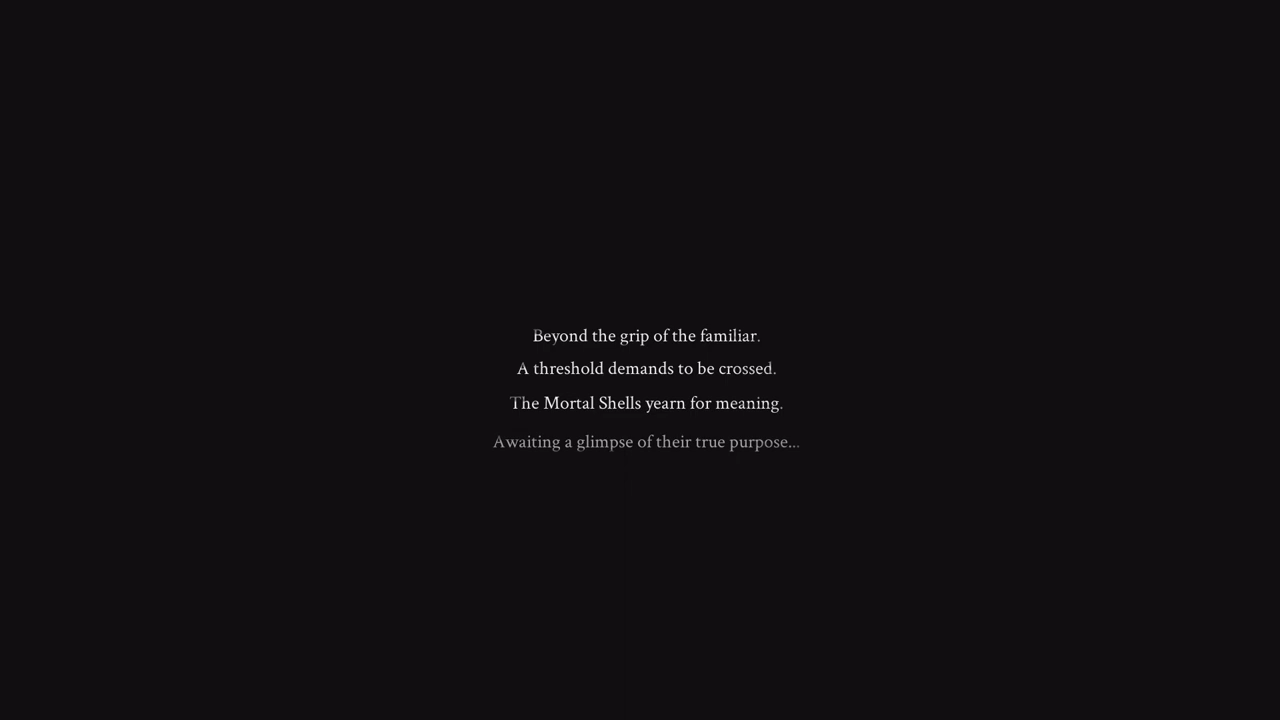 Beyond the grip of the familiar.
A threshold demands to be crossed.
The Mortal Shells yearn for meaning.
Awaiting a glimpse of their true purpose...